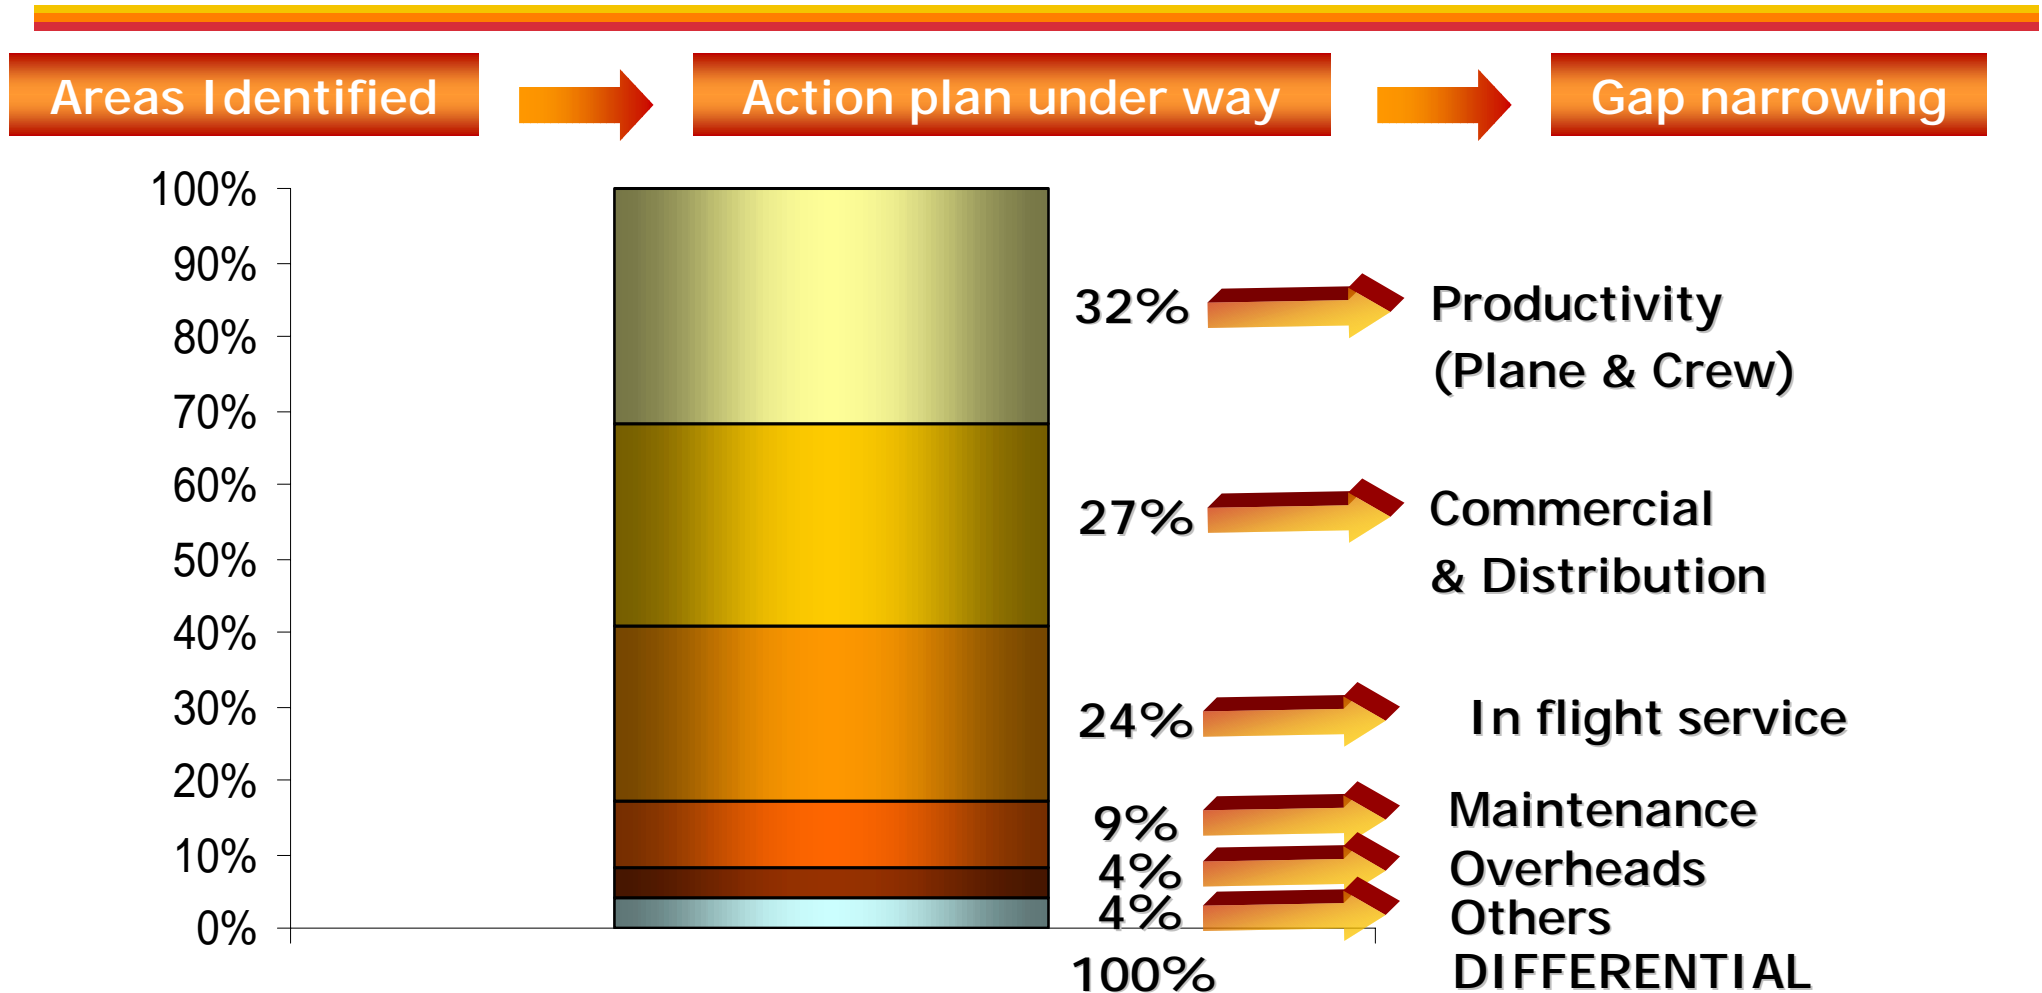 Areas Identified
Action plan under way
Gap narrowing
100%
90%
80%
70%
60%
50%
40%
30%
20%
10%
0%
32%
Productivity
(Plane & Crew)
27%
Commercial
& Distribution
24%
In flight service
9%
Maintenance
4%
Overheads
4%
Others
100%
DIFFERENTIAL